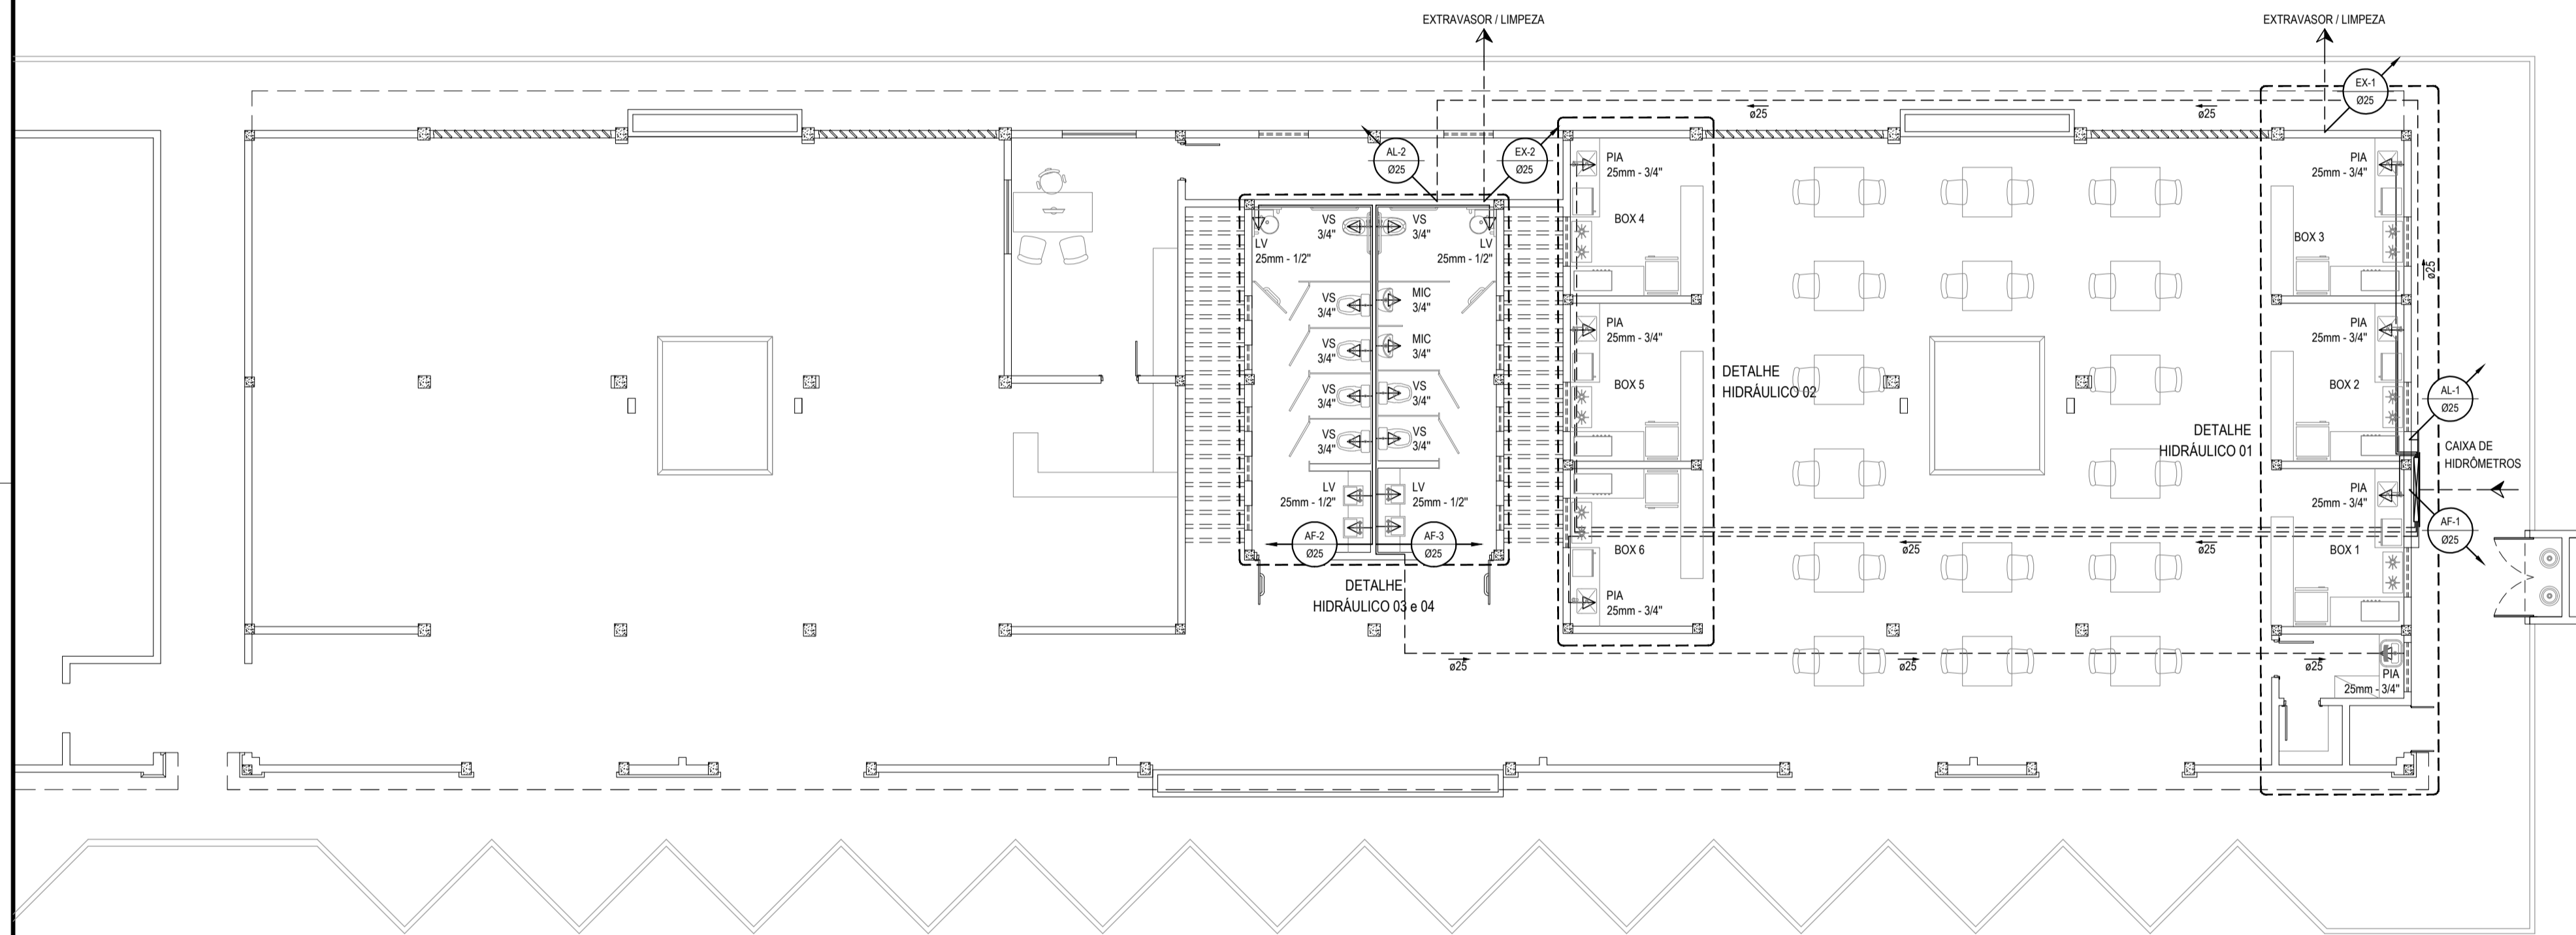 EXTRAVASOR / LIMPEZA
EXTRAVASOR / LIMPEZA
EX-1
Ø25
ø25
ø25
AL-2
Ø25
EX-2
Ø25
PIA
25mm - 3/4"
PIA
25mm - 3/4"
BOX 4
BOX 3
VS
3/4"
VS
3/4"
LV
25mm - 1/2"
LV
25mm - 1/2"
ø25
VS
3/4"
MIC
3/4"
VS
3/4"
MIC
3/4"
PIA
25mm - 3/4"
PIA
25mm - 3/4"
BOX 5
BOX 2
DETALHE
HIDRÁULICO 02
VS
3/4"
VS
3/4"
AL-1
Ø25
VS
3/4"
VS
3/4"
DETALHE
HIDRÁULICO 01
CAIXA DE
HIDRÔMETROS
LV
25mm - 1/2"
LV
25mm - 1/2"
PIA
25mm - 3/4"
AF-2
Ø25
AF-3
Ø25
AF-1
Ø25
BOX 6
ø25
ø25
BOX 1
DETALHE
HIDRÁULICO 03 e 04
PIA
25mm - 3/4"
ø25
ø25
ø25
PIA
25mm - 3/4"